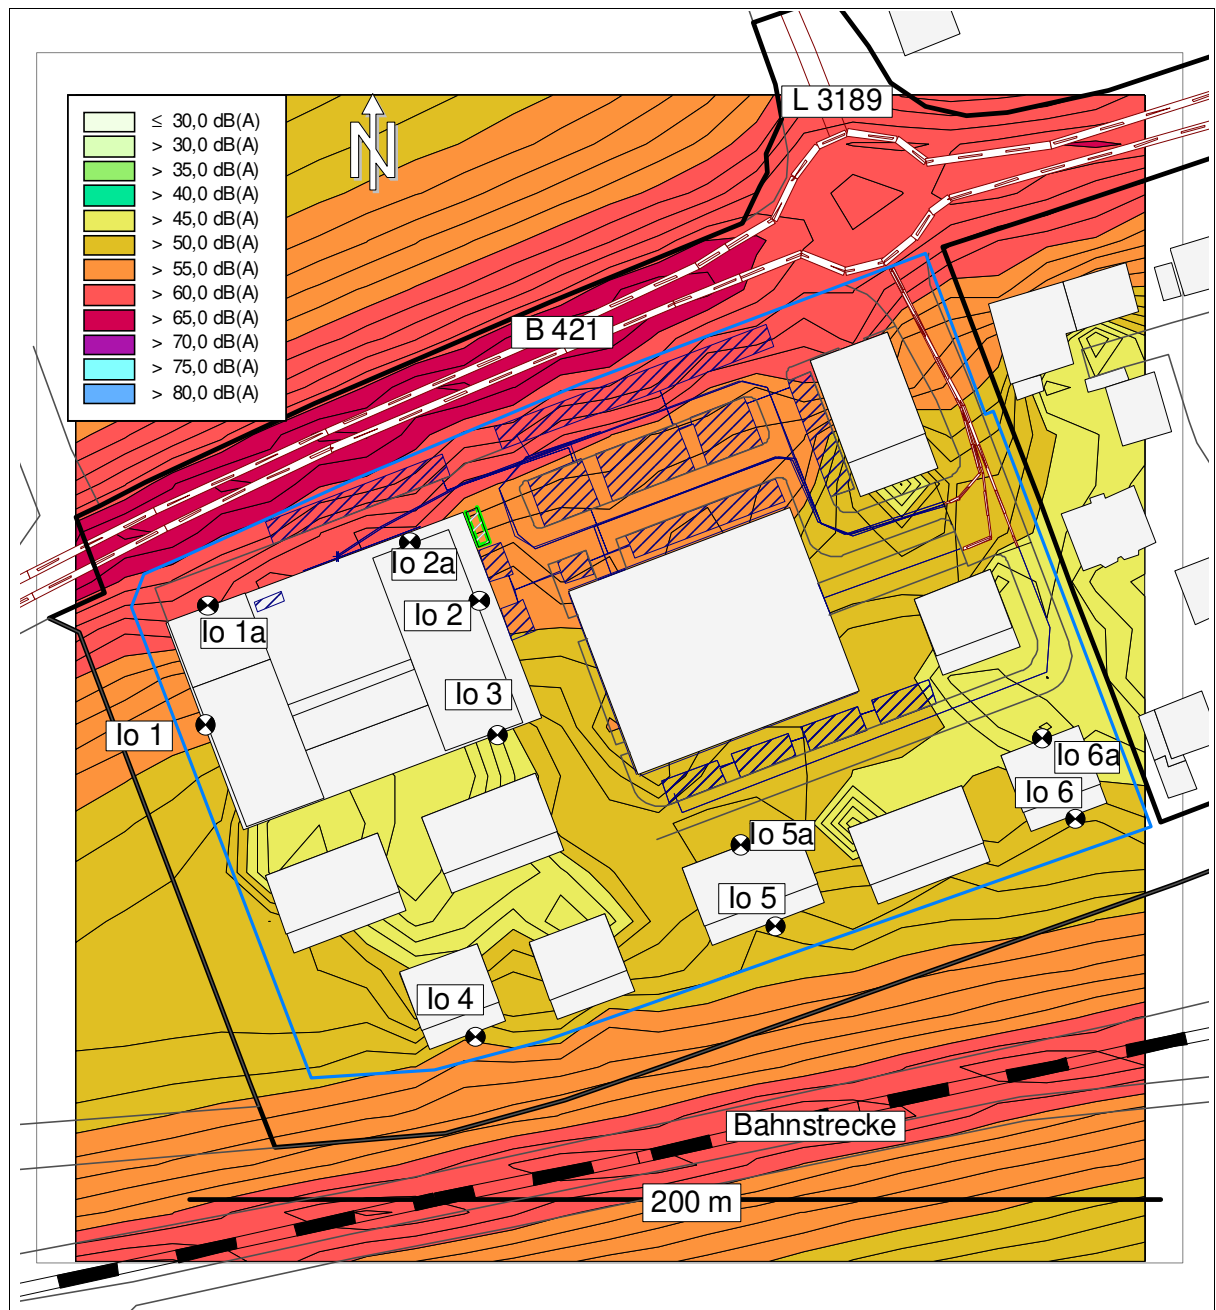 L 3189
≤ 30,0 dB(A)
> 30,0 dB(A)
> 35,0 dB(A)
> 40,0 dB(A)
> 45,0 dB(A)
> 50,0 dB(A)
> 55,0 dB(A)
> 60,0 dB(A)
> 65,0 dB(A)
> 70,0 dB(A)
> 75,0 dB(A)
> 80,0 dB(A)
N
B 421
Io 2a
Io 2
Io 1a
Io 3
Io 1
Io 6a
Io 6
Io 5a
Io 5
Io 4
Bahnstrecke
200 m